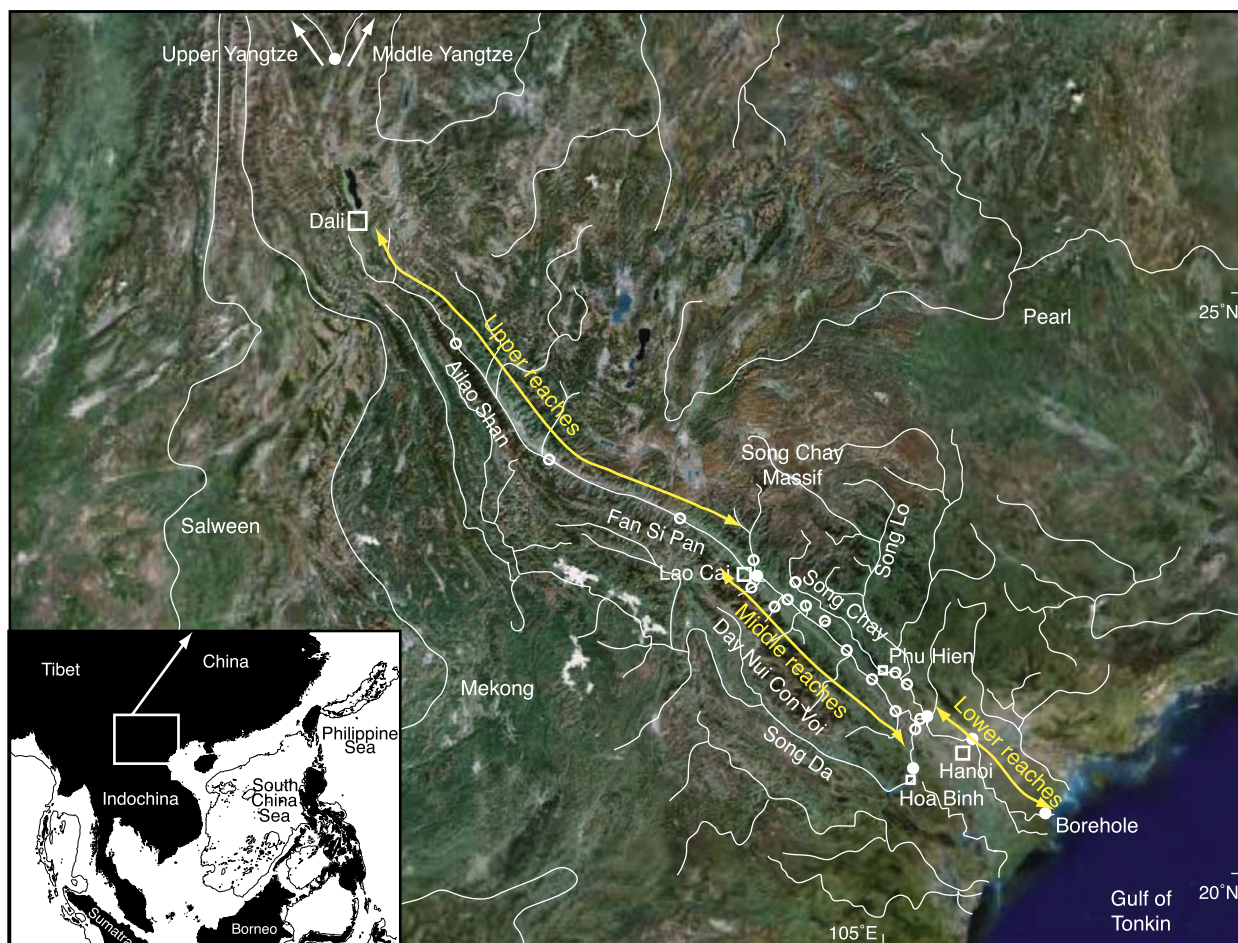 Upper Yangtze
Middle Yangtze
Dali
25°N
Pearl
Upper reaches
Ailao Shan
Song Chay
Massif
Salween
Fan Si Pan
Song Lo
Lao Cai
Song Chay
Middle reaches
Day Nui Con Voi
Phu Hien
Mekong
Song Da
Lower reaches
Hanoi
Hoa Binh
Borehole
20°N
Gulf of
Tonkin
105°E
Tibet
China
Philippine
Sea
Indochina
South
China
Sea
Sumatra
Borneo